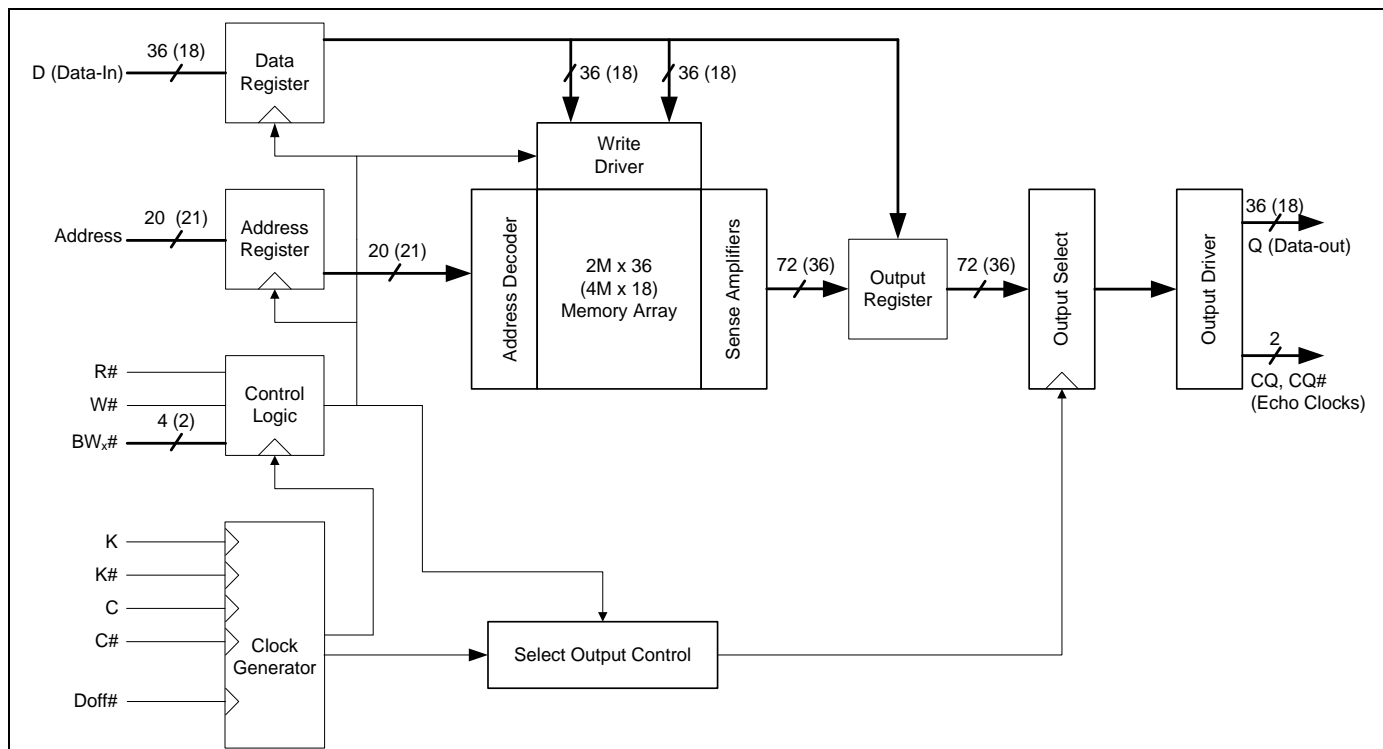 D (Data-In)
36 (18)
Data
Register
36 (18)
36 (18)
Write
Driver
Address
20 (21)
Address
Register
20 (21)
Address Decoder
2M x 36
(4M x 18)
Memory Array
Sense Amplifiers
72 (36)
Output
Register
72 (36)
Output Select
Output Driver
36 (18)
Q (Data-out)
2
CQ, CQ#
(Echo Clocks)
R#
W#
BWₓ#
4 (2)
Control
Logic
K
K#
C
C#
Doff#
Clock
Generator
Select Output Control